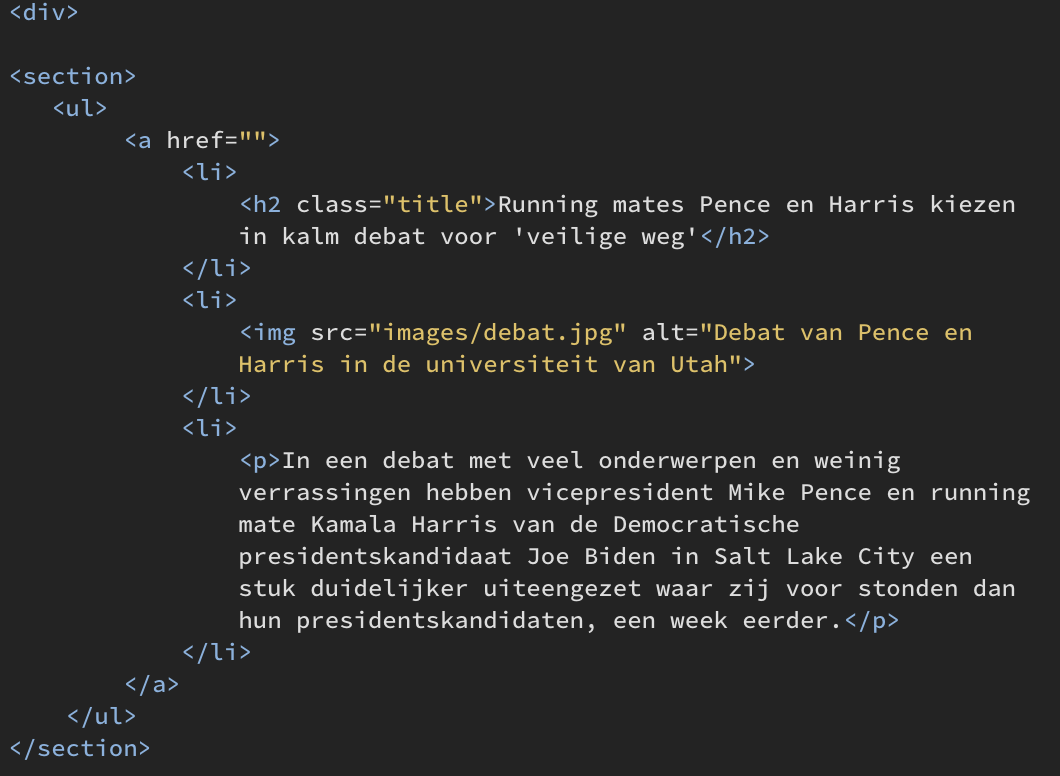 <div>
<section>
<ul>
<a href="">
<li>
<h2 class="title">Running mates Pence en Harris kiezen
in kalm debat voor 'veilige weg'</h2>
</li>
<li>
<img src="images/debat.jpg" alt="Debat van Pence en
Harris in de universiteit van Utah">
</li>
<li>
<p>In een debat met veel onderwerpen en weinig
verrassingen hebben vicepresident Mike Pence en running
mate Kamala Harris van de Democratische
presidentskandidaat Joe Biden in Salt Lake City een
stuk duidelijker uiteengezet waar zij voor stonden dan
hun presidentskandidaten, een week eerder.</p>
</li>
</a>
</ul>
</section>